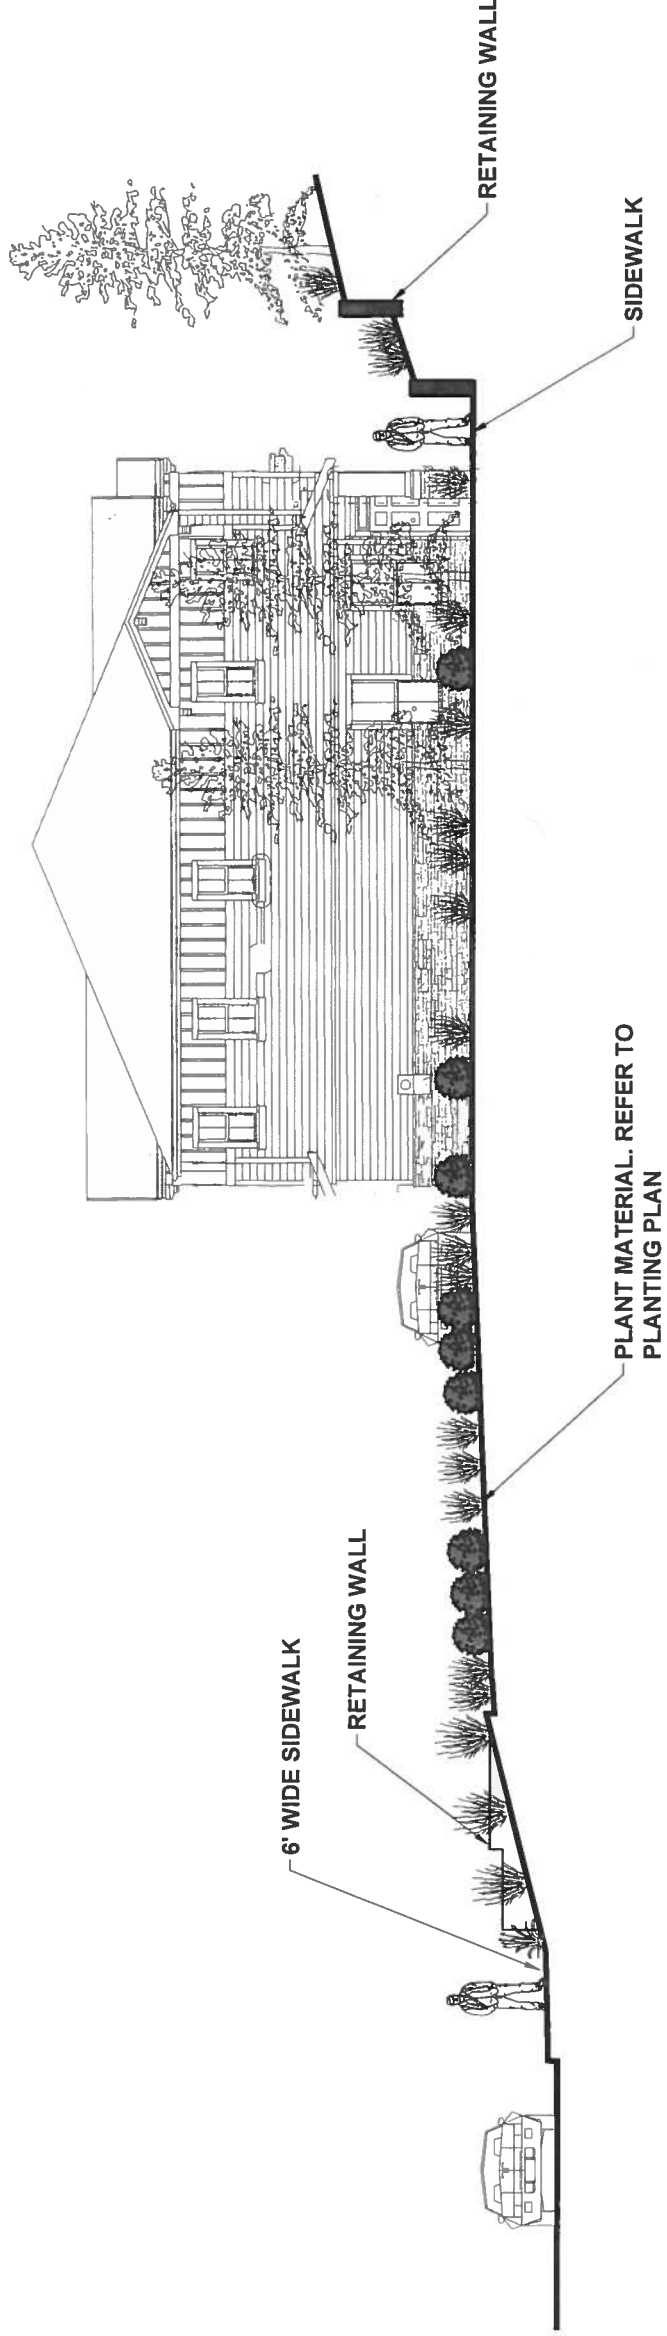 6' WIDE SIDEWALK
RETAINING WALL
PLANT MATERIAL. REFER TO
PLANTING PLAN
SIDEWALK
RETAINING WALL